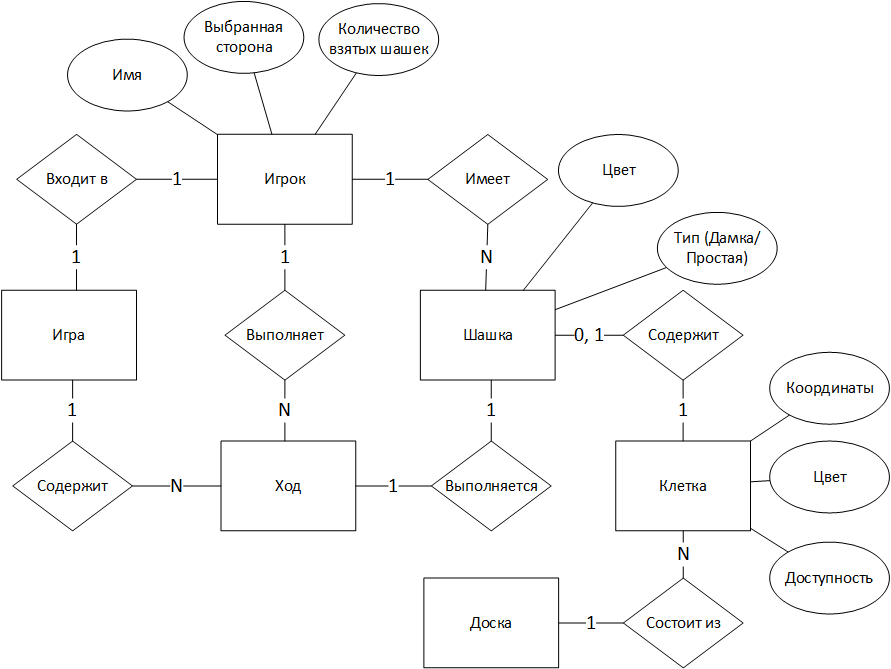 Выбранная
сторона
Количество
взятых шашек
Имя
Входит в
1
Игрок
1
Имеет
Цвет
1
1
N
Тип (Дамка/
Простая)
Игра
Выполняет
Шашка
0, 1
Содержит
1
N
1
1
Координаты
Содержит
N
Ход
1
Выполняется
Клетка
Цвет
N
Доступность
Доска
1
Состоит из